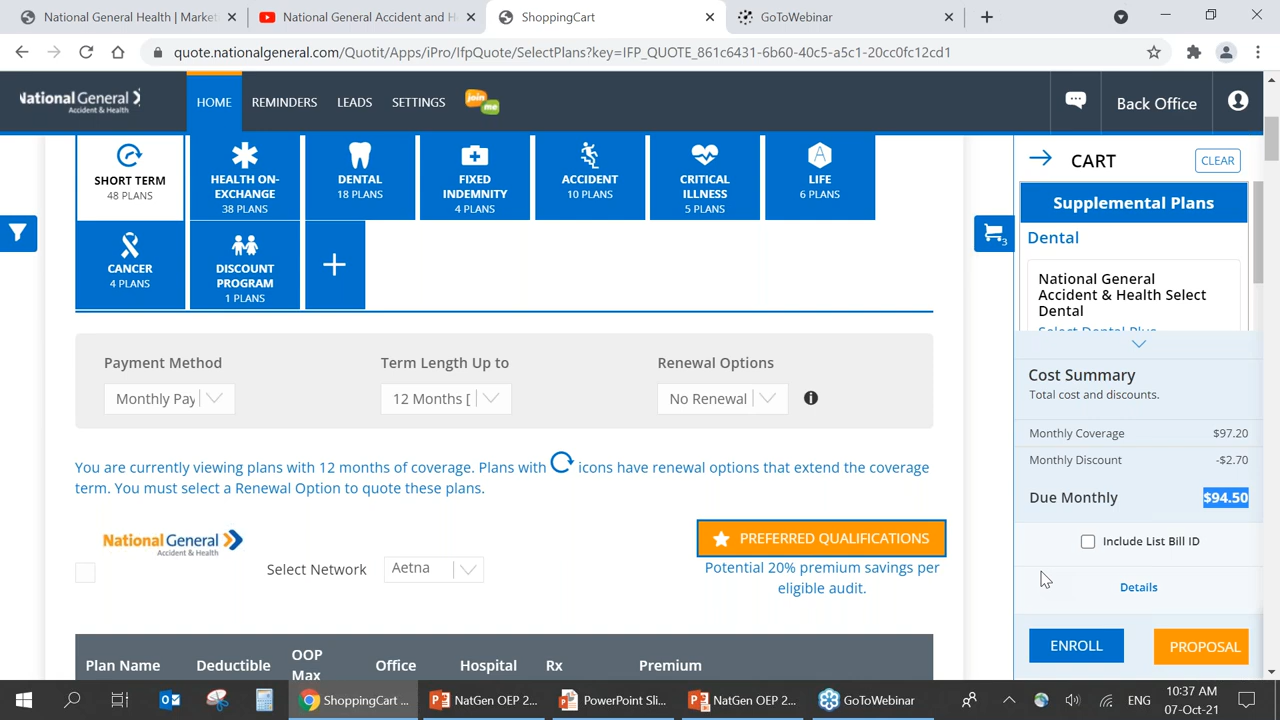 National General Health | Marke
National General Accident and H
ShoppingCart
GoToWebinar
quote.nationalgeneral.com/Quotit/Apps/iPro/IfpQuote/SelectPlans?key=IFP_QUOTE_861c6431-6b60-40c5-a5c1-20cc0fc12cd1
National General
Accident & Health
HOME
REMINDERS
LEADS
SETTINGS
join
me
Back Office
SHORT TERM
48 PLANS
HEALTH ON-
EXCHANGE
38 PLANS
DENTAL
18 PLANS
FIXED
INDEMNITY
4 PLANS
ACCIDENT
10 PLANS
CRITICAL
ILLNESS
5 PLANS
LIFE
6 PLANS
CANCER
4 PLANS
DISCOUNT
PROGRAM
1 PLANS
3
CART
CLEAR
Supplemental Plans
Dental
National General
Accident & Health Select
Dental
Select Dental Plus
Payment Method
Term Length Up to
Renewal Options
Monthly Pay
12 Months [
No Renewal
Cost Summary
Total cost and discounts.
Monthly Coverage $97.20
Monthly Discount -$2.70
Due Monthly $94.50
Include List Bill ID
Details
ENROLL
PROPOSAL
You are currently viewing plans with 12 months of coverage. Plans with icons have renewal options that extend the coverage
term. You must select a Renewal Option to quote these plans.
National General
Accident & Health
Select Network
Aetna
PREFERRED QUALIFICATIONS
Potential 20% premium savings per
eligible audit.
Plan Name
Deductible
OOP
Max
Office
Hospital
Rx
Premium
ShoppingCart ...
NatGen OEP 2...
PowerPoint Sli...
NatGen OEP 2...
GoToWebinar
ENG
10:37 AM
07-Oct-21